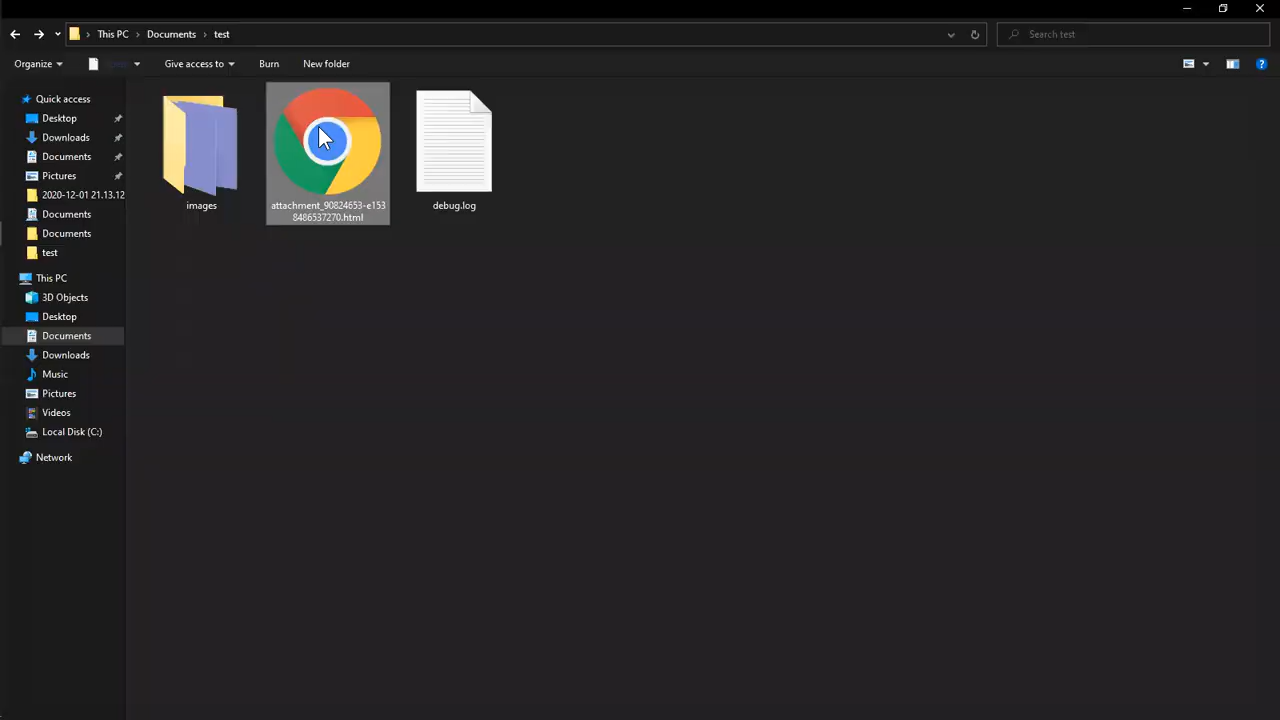 This PC
Documents
test
Search test
Organize
Give access to
Burn
New folder
Quick access
Desktop
Downloads
Documents
Pictures
2020-12-01 21.13.12
Documents
Documents
test
This PC
3D Objects
Desktop
Documents
Downloads
Music
Pictures
Videos
Local Disk (C:)
Network
images
attachment_90824653-e153
8486537270.html
debug.log